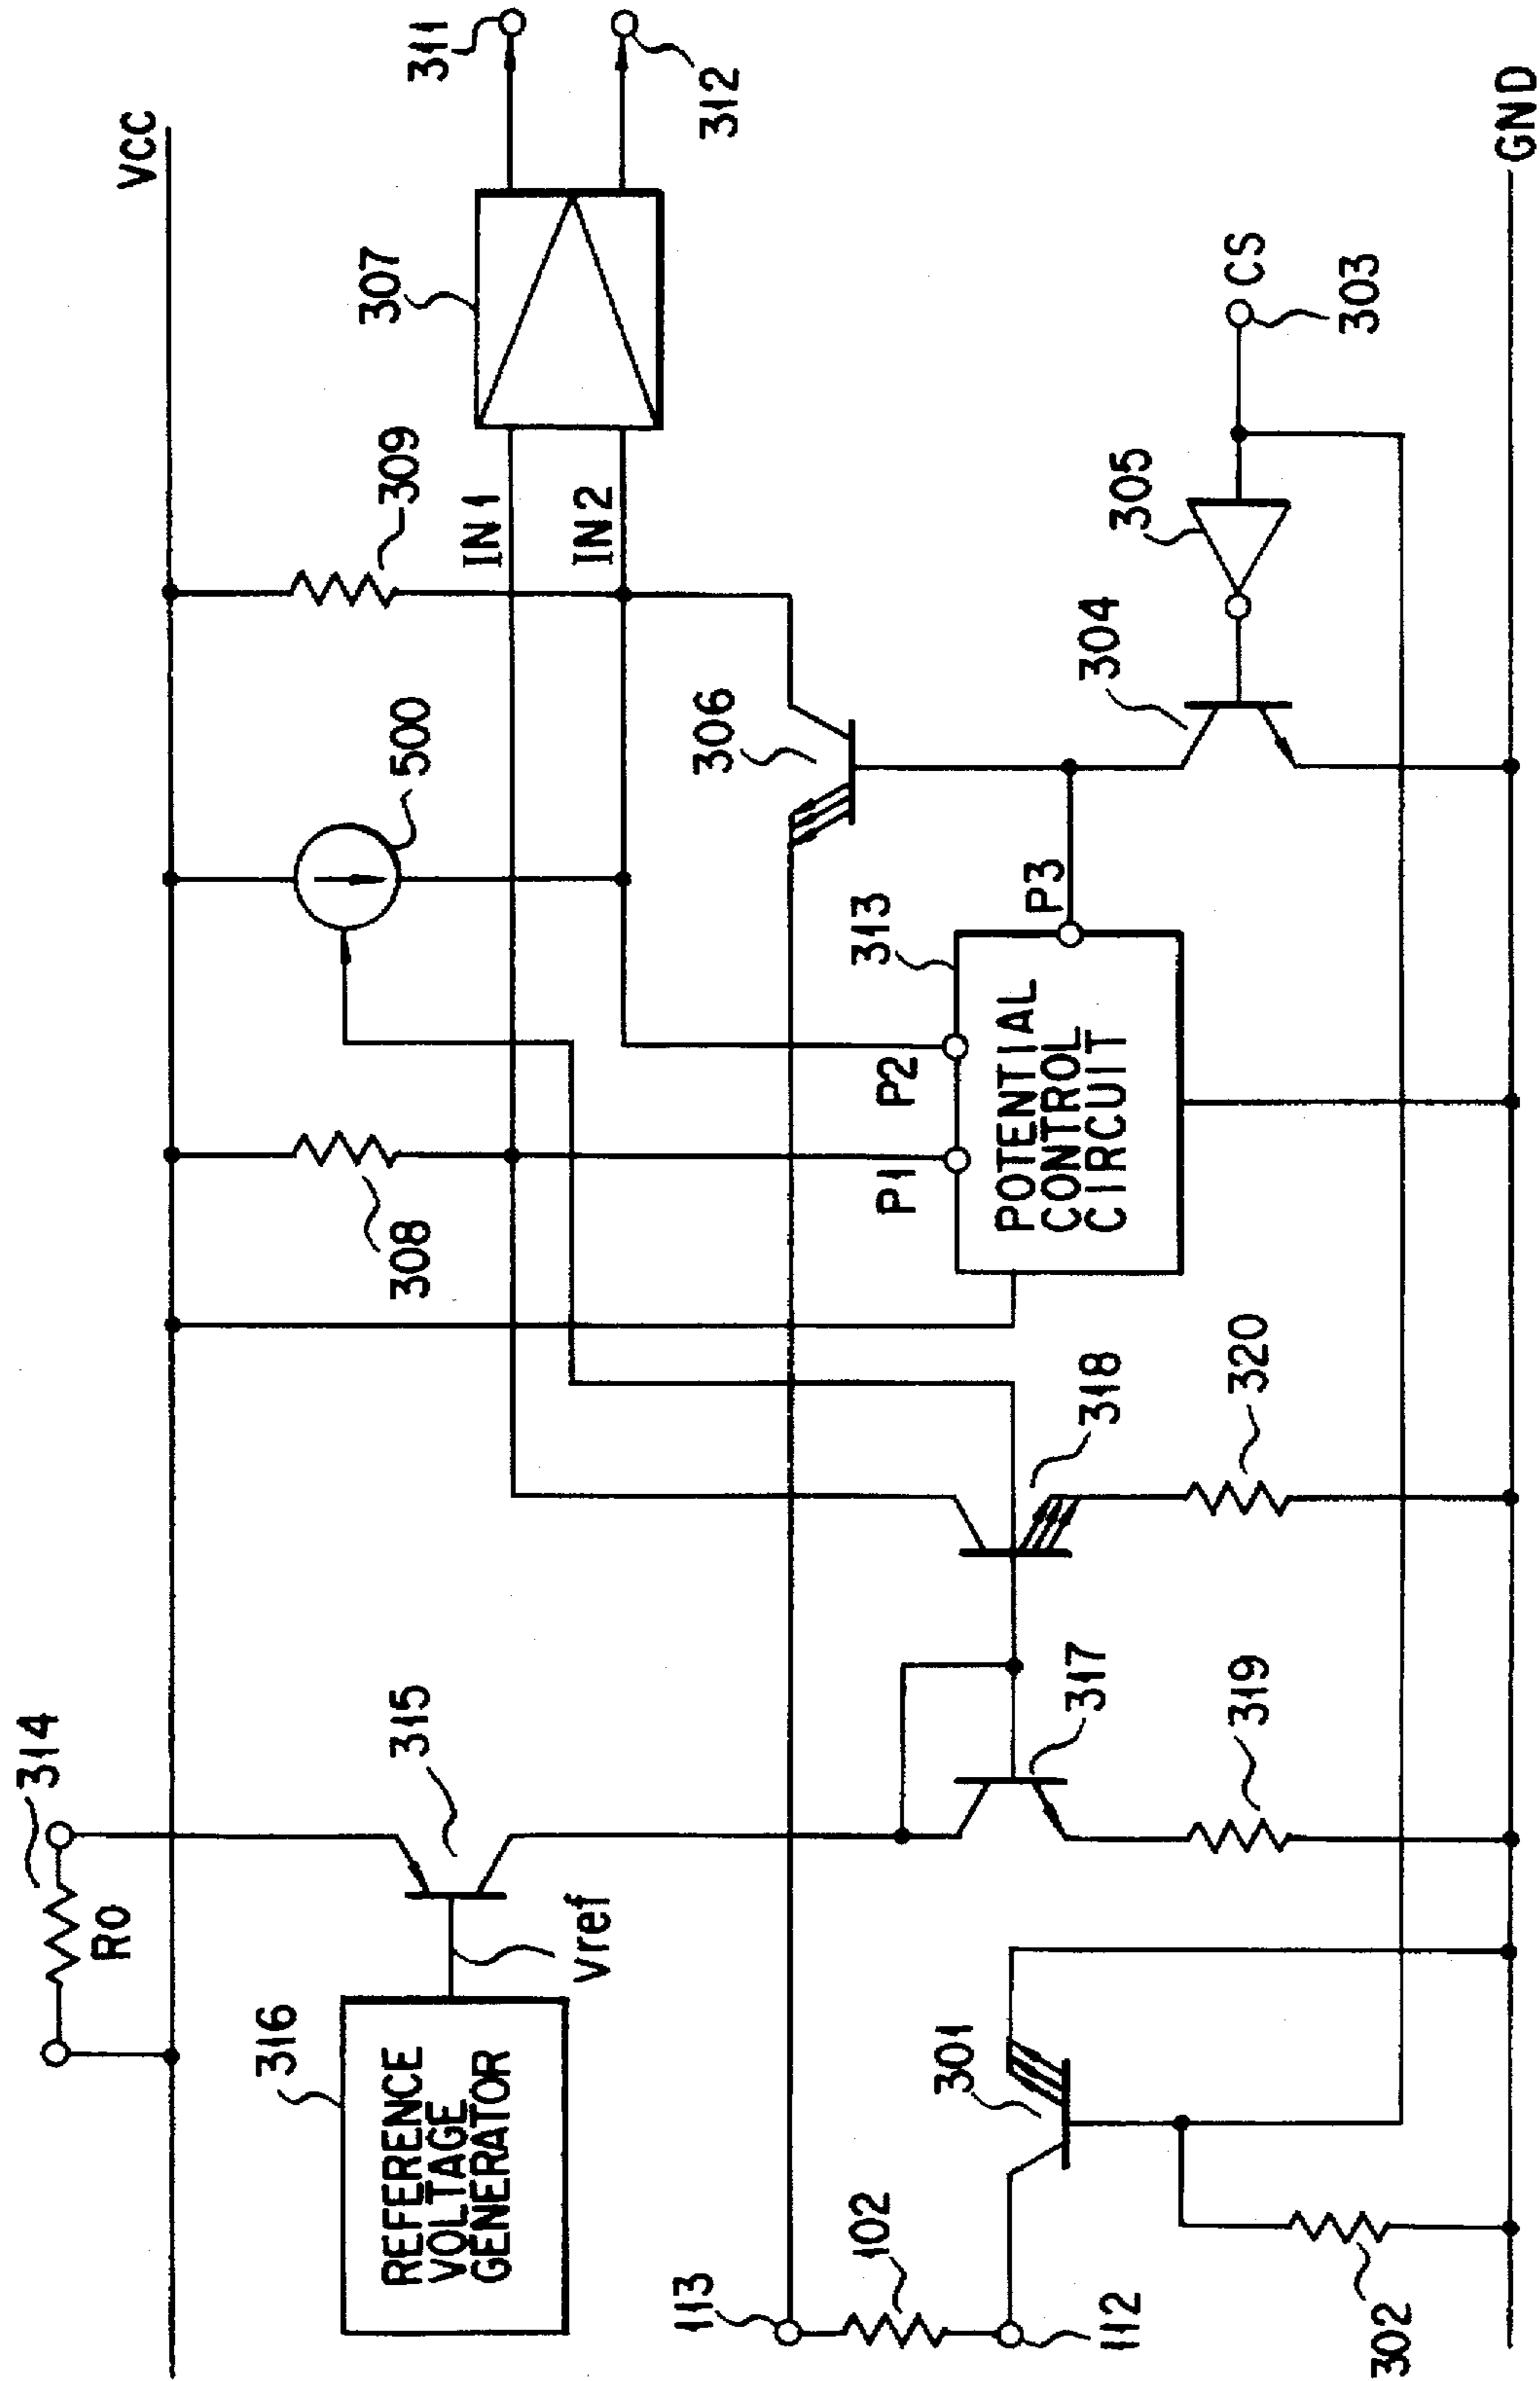 314
R0
VCC
316
REFERENCE
VOLTAGE
GENERATOR
Vref
315
308
500
309
IN1
IN2
307
311
312
113
102
112
301
302
317
319
318
320
P1
P2
P3
313
POTENTIAL
CONTROL
CIRCUIT
306
304
305
CS
303
GND